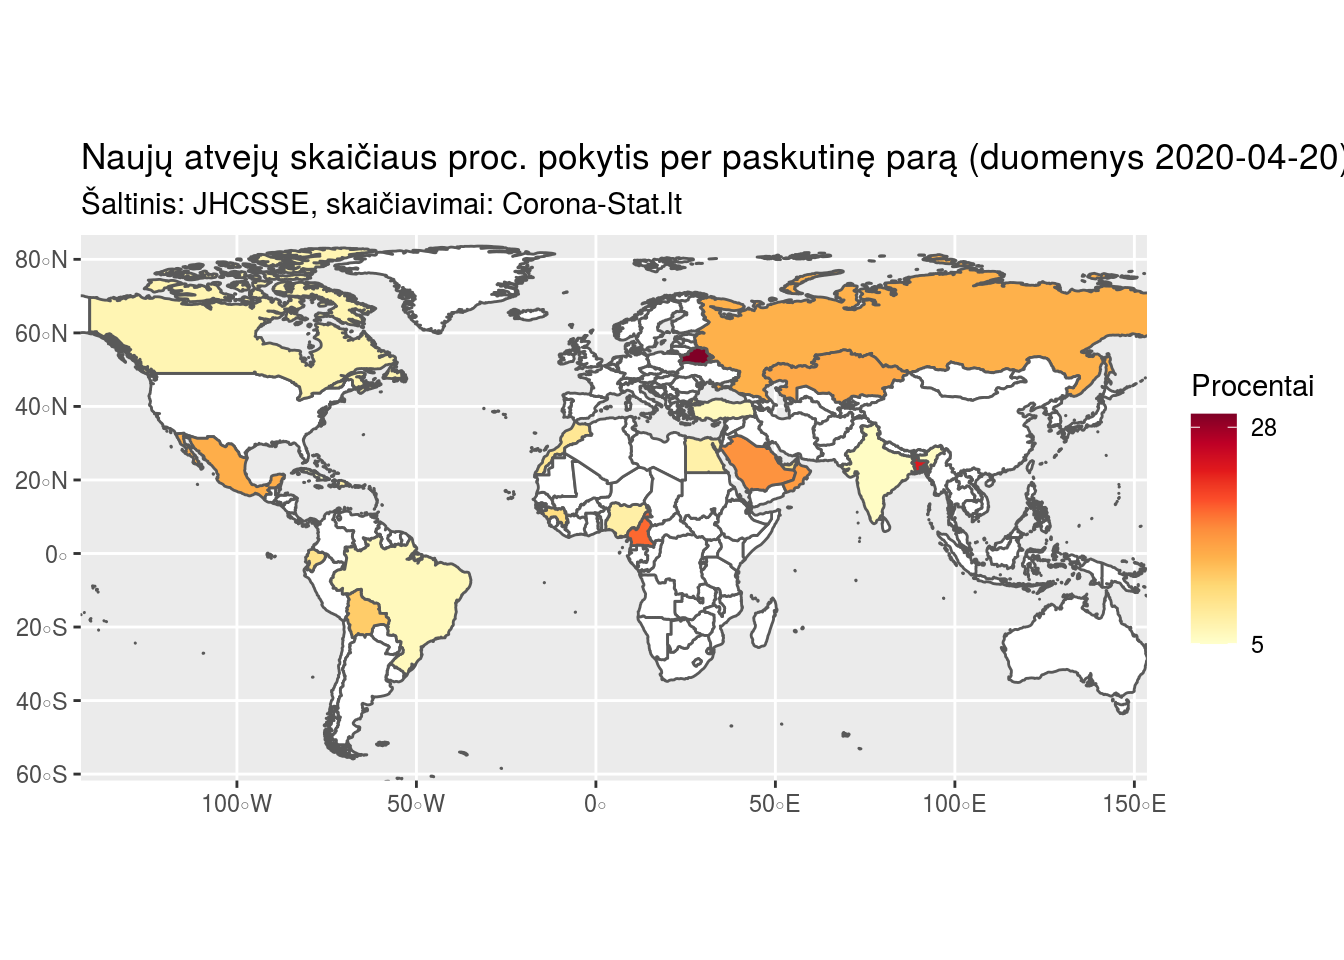 Naujų atvejų skaičiaus proc. pokytis per paskutinę parą (duomenys 2020-04-20)
Šaltinis: JHCSSE, skaičiavimai: Corona-Stat.lt
80°N
60°N
40°N
20°N
0°
20°S
40°S
60°S
100°W
50°W
0°
50°E
100°E
150°E
Procentai
28
5